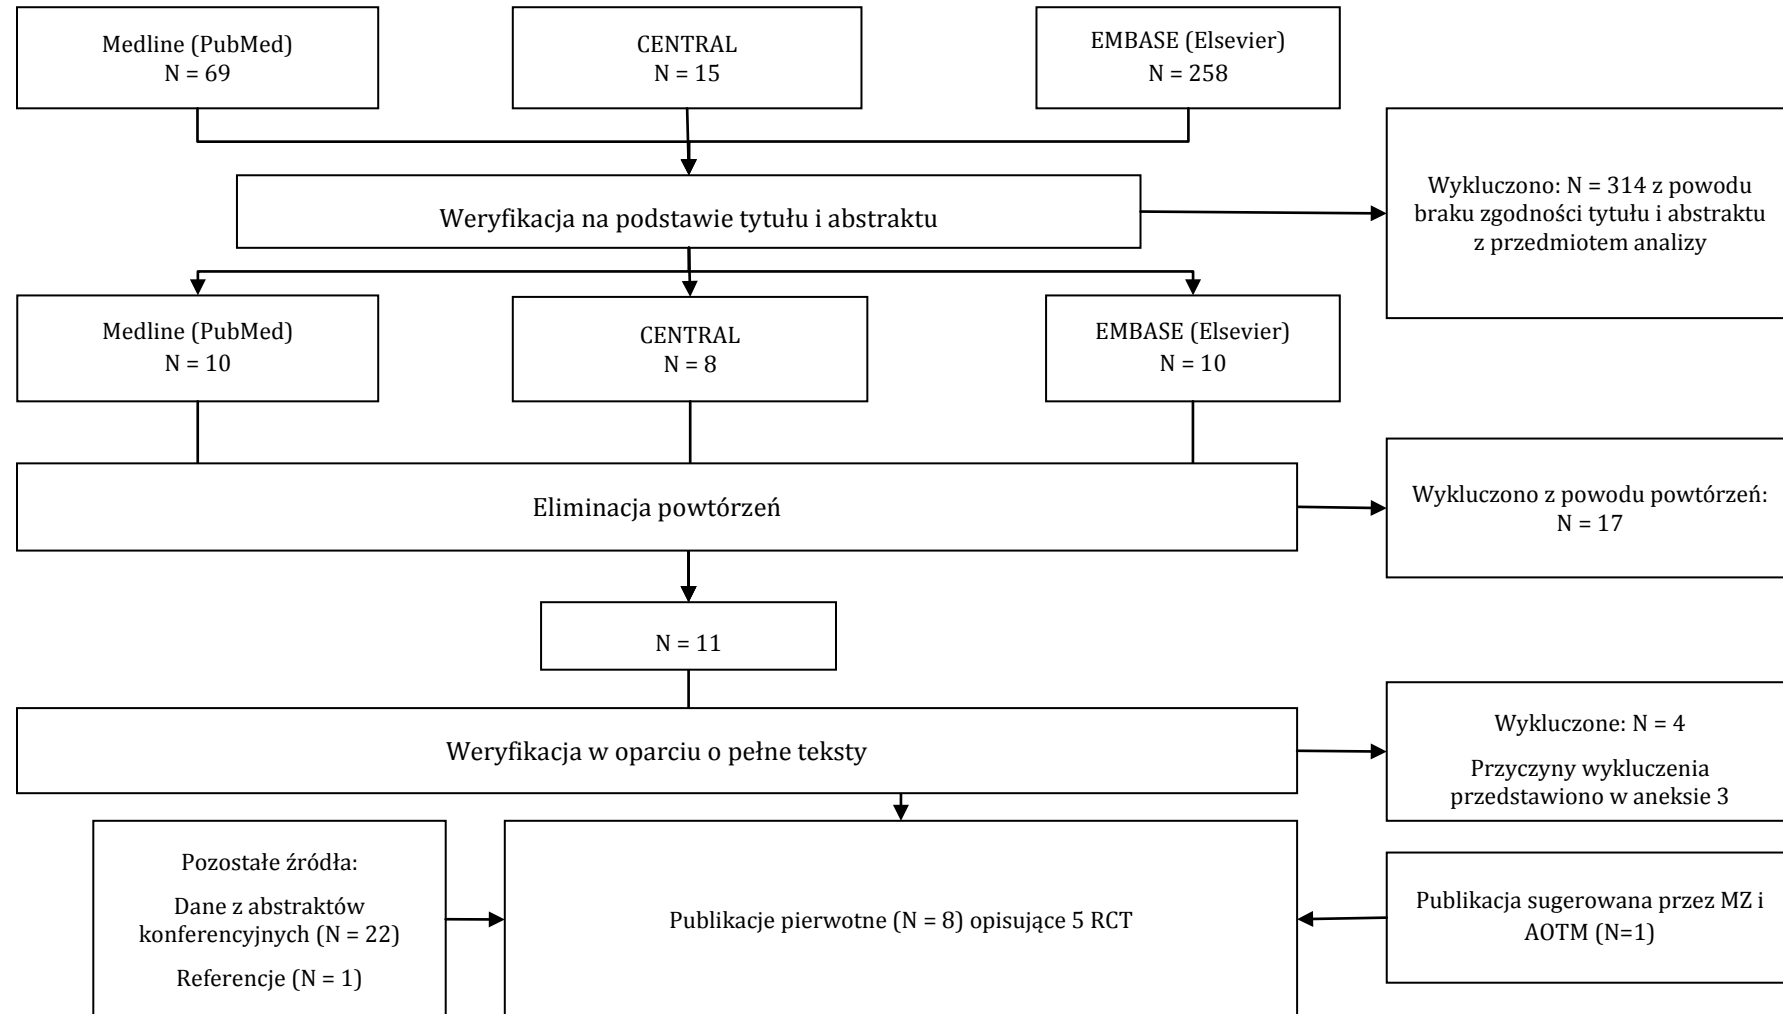 Medline (PubMed)
N = 69
CENTRAL
N = 15
EMBASE (Elsevier)
N = 258
Wykluczono: N = 314 z powodu
braku zgodności tytułu i abstraktu
z przedmiotem analizy
Weryfikacja na podstawie tytułu i abstraktu
Medline (PubMed)
N = 10
CENTRAL
N = 8
EMBASE (Elsevier)
N = 10
Eliminacja powtórzeń
Wykluczono z powodu powtórzeń:
N = 17
N = 11
Weryfikacja w oparciu o pełne teksty
Wykluczone: N = 4
Przyczyny wykluczenia
przedstawiono w aneksie 3
Pozostałe źródła:
Dane z abstraktów
konferencyjnych (N = 22)
Referencje (N = 1)
Publikacje pierwotne (N = 8) opisujące 5 RCT
Publikacja sugerowana przez MZ i
AOTM (N=1)